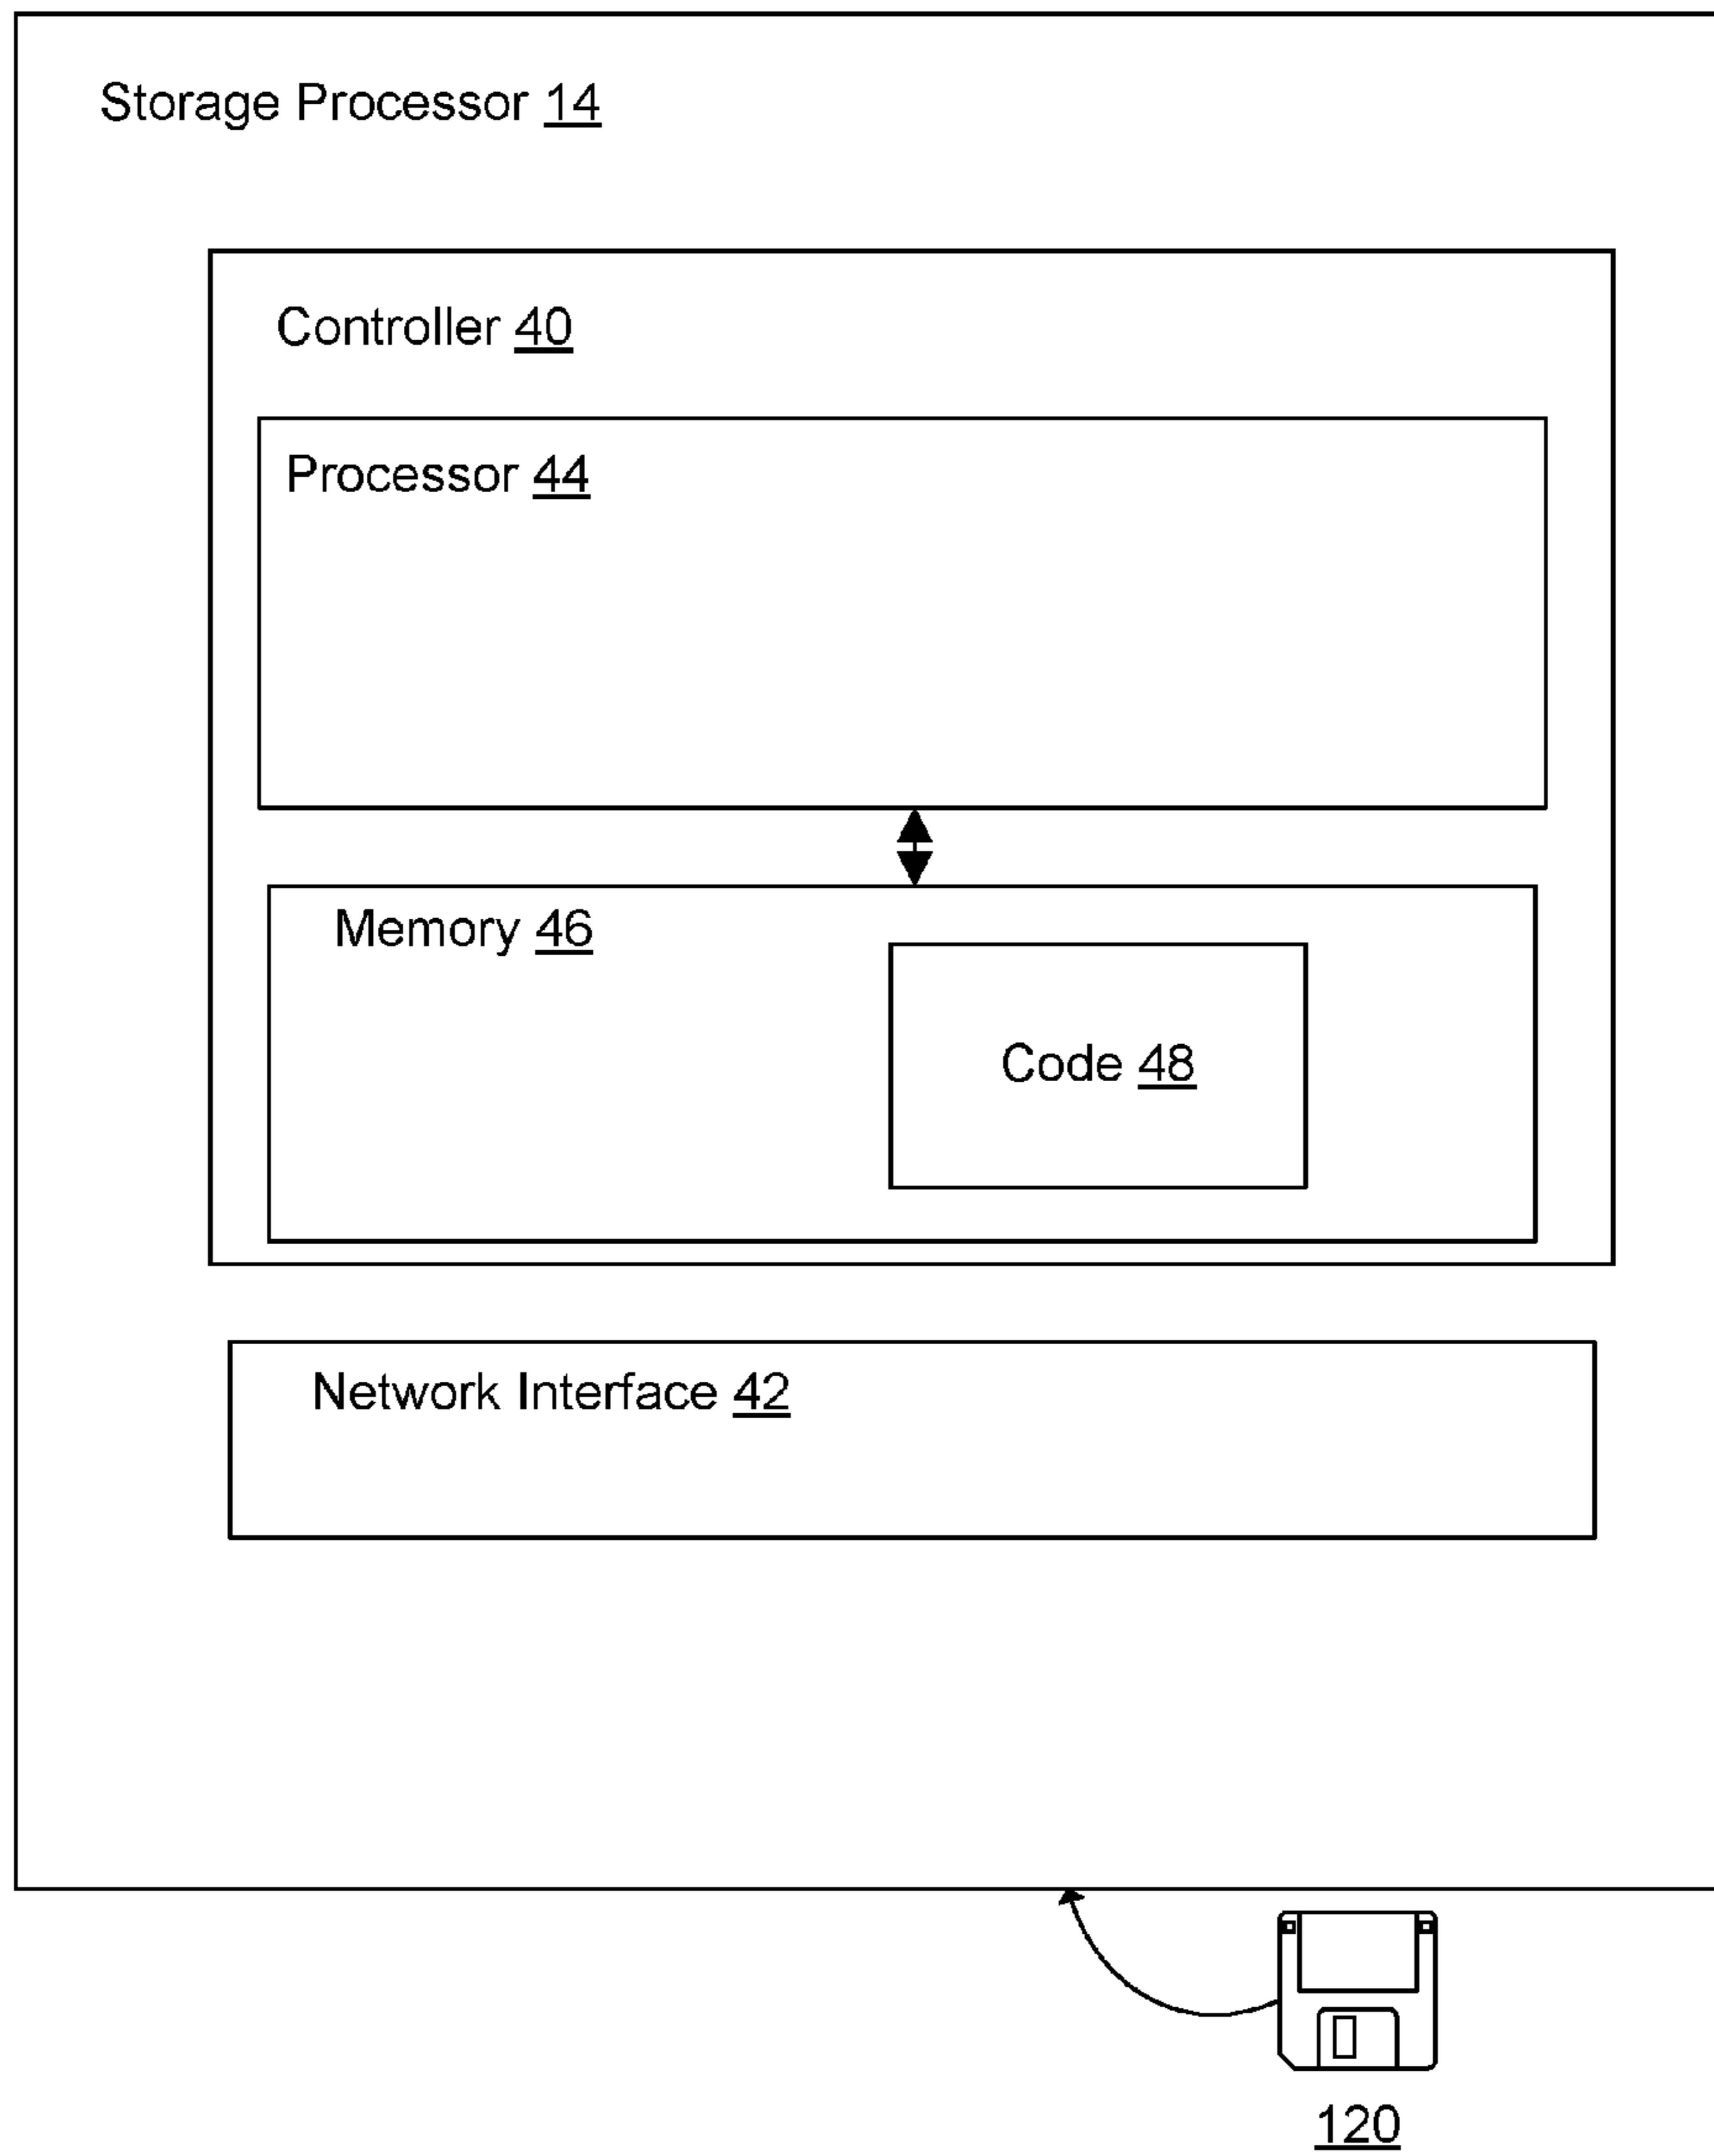 Storage Processor 14
Controller 40
Processor 44
Memory 46
Code 48
Network Interface 42
120